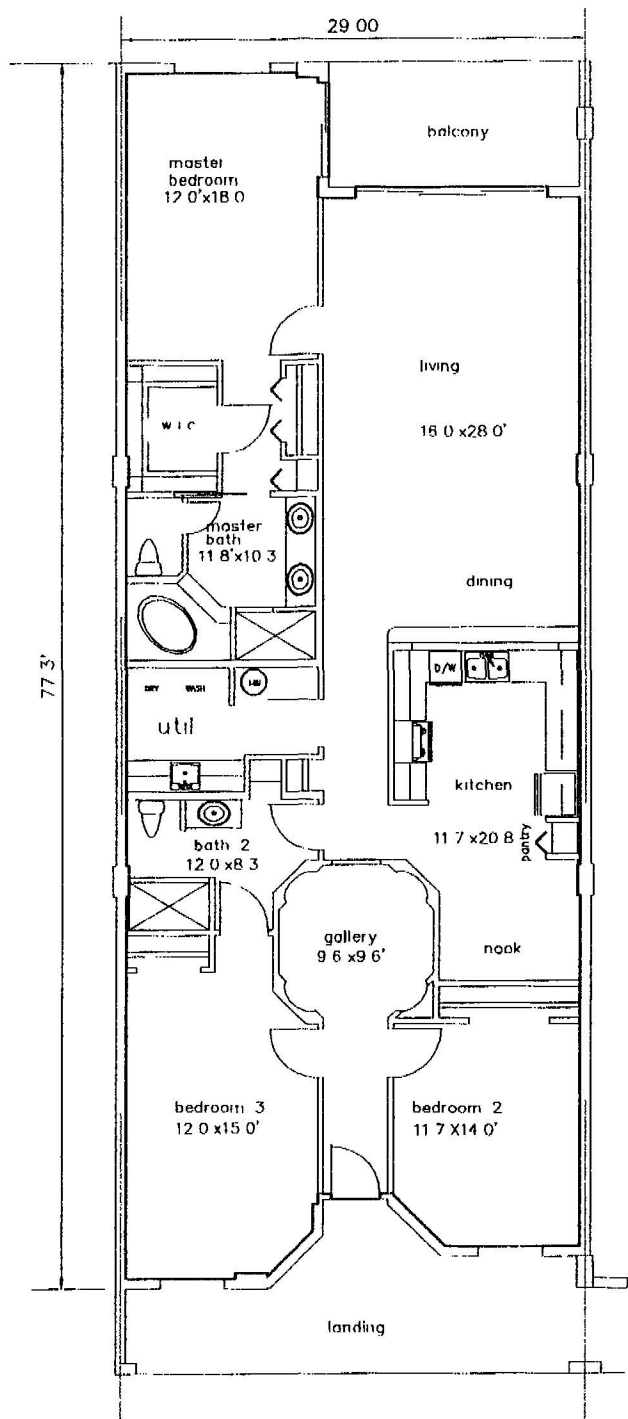 29 00
balcony
master
bedroom
12 0'x18 0
living
16 0 x28 0'
W I C
master
bath
11 8'x10 3
dining
77 3'
DRY WASH
D/W
util
kitchen
11 7 x20 8
pantry
bath 2
12 0 x8 3
gallery
9 6 x9 6'
nook
bedroom 3
12 0 x15 0'
bedroom 2
11 7 X14 0'
landing